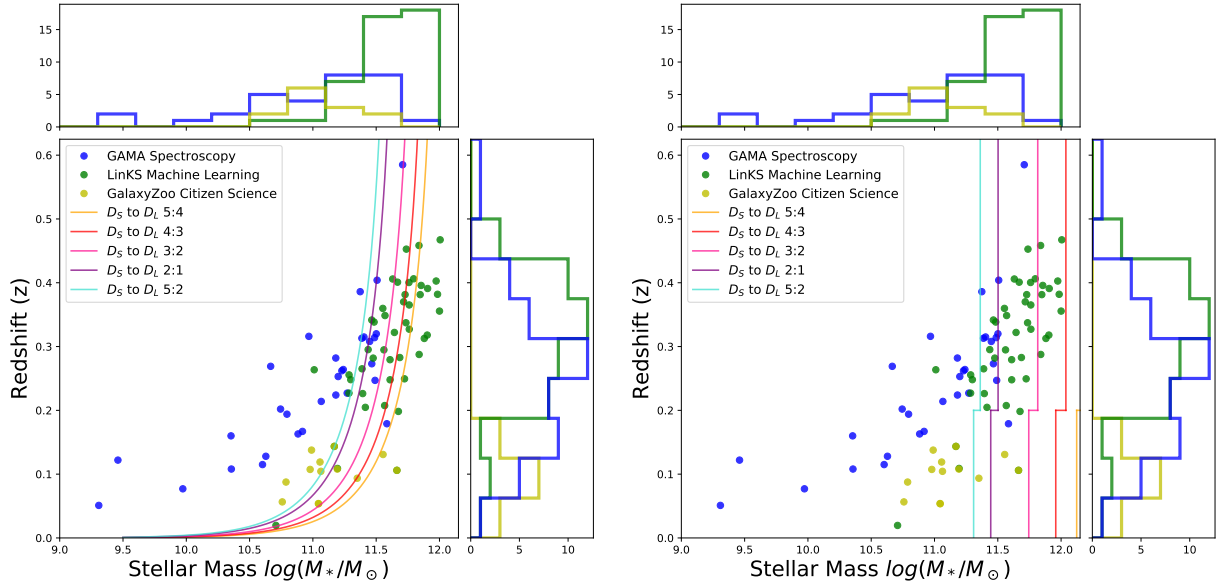 15
10
5
0
0.6
0.5
0.4
0.3
0.2
0.1
0.0
Redshift (z)
GAMA Spectroscopy
LinKS Machine Learning
GalaxyZoo Citizen Science
D_S to D_L 5:4
D_S to D_L 4:3
D_S to D_L 3:2
D_S to D_L 2:1
D_S to D_L 5:2
9.0 9.5 10.0 10.5 11.0 11.5 12.0
Stellar Mass log(M_*/M_⊙)
0 5 10
15
10
5
0
0.6
0.5
0.4
0.3
0.2
0.1
0.0
Redshift (z)
GAMA Spectroscopy
LinKS Machine Learning
GalaxyZoo Citizen Science
D_S to D_L 5:4
D_S to D_L 4:3
D_S to D_L 3:2
D_S to D_L 2:1
D_S to D_L 5:2
9.0 9.5 10.0 10.5 11.0 11.5 12.0
Stellar Mass log(M_*/M_⊙)
0 5 10